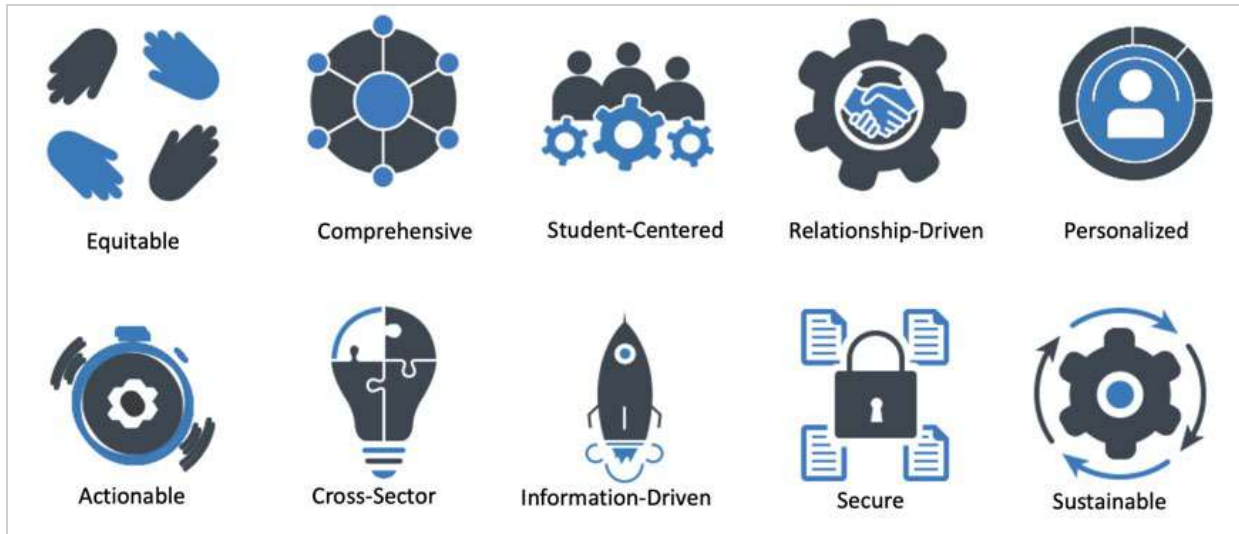 Equitable
Comprehensive
Student-Centered
Relationship-Driven
Personalized
Actionable
Cross-Sector
Information-Driven
Secure
Sustainable